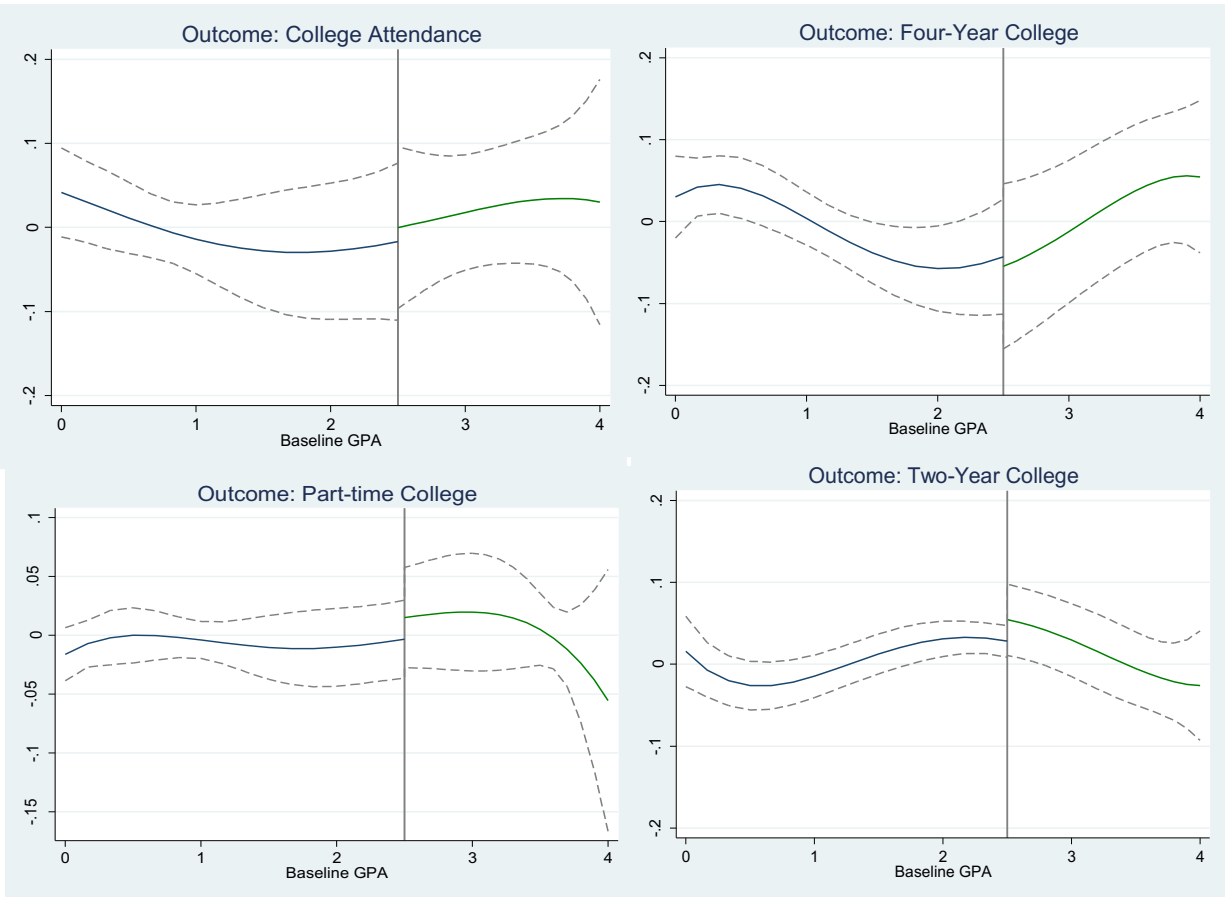 Outcome: College Attendance
.2
.1
0
-.1
-.2
0 1 2 3 4
Baseline GPA
Outcome: Four-Year College
.2
.1
0
-.1
-.2
0 1 2 3 4
Baseline GPA
Outcome: Part-time College
.1
.05
0
-.05
-.1
-.15
0 1 2 3 4
Baseline GPA
Outcome: Two-Year College
.2
.1
0
-.1
-.2
0 1 2 3 4
Baseline GPA